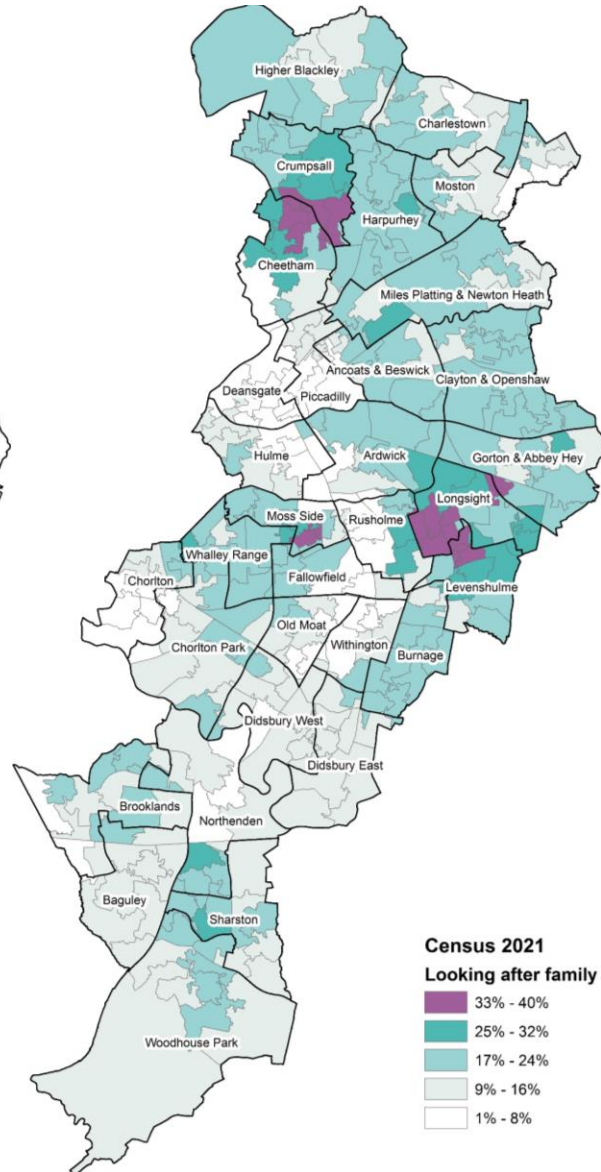 Higher Blackley
Charlestown
Crumpsall
Moston
Harpurhey
Cheetham
Miles Platting & Newton Heath
Ancoats & Beswick
Clayton & Openshaw
Deansgate
Piccadilly
Hulme
Ardwick
Gorton & Abbey Hey
Longsight
Moss Side
Rusholme
Whalley Range
Chorlton
Fallowfield
Levenshulme
Old Moat
Withington
Chorlton Park
Burnage
Didsbury West
Didsbury East
Brooklands
Northenden
Baguley
Sharston
Woodhouse Park
Census 2021
Looking after family
33% - 40%
25% - 32%
17% - 24%
9% - 16%
1% - 8%